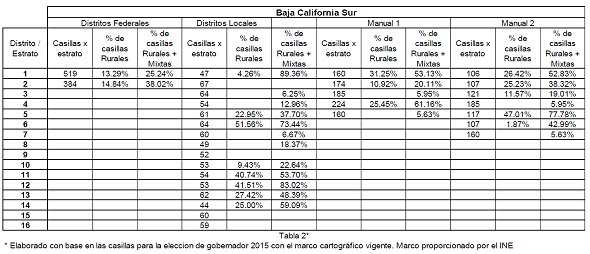 Baja California Sur
Distritos Federales Distritos Locales Manual 1 Manual 2
Distrito / Estrato Casillas x estrato % de casillas Rurales % de casillas Rurales + Mixtas Casillas x estrato % de casillas Rurales % de casillas Rurales + Mixtas Casillas x estrato % de casillas Rurales % de casillas Rurales + Mixtas Casillas x estrato % de casillas Rurales % de casillas Rurales + Mixtas
1 519 13.29% 25.24% 47 4.26% 89.36% 160 31.25% 53.13% 106 26.42% 52.83%
2 384 14.84% 38.02% 67 174 10.92% 20.11% 107 25.23% 38.32%
3 64 6.25% 185 5.95% 121 11.57% 19.01%
4 54 12.96% 224 25.45% 61.16% 185 5.95%
5 61 22.95% 37.70% 160 5.63% 117 47.01% 77.78%
6 64 51.56% 73.44% 107 1.87% 42.99%
7 60 6.67% 160 5.63%
8 49 18.37%
9 52
10 53 9.43% 22.64%
11 54 40.74% 53.70%
12 53 41.51% 83.02%
13 62 27.42% 48.39%
14 44 25.00% 59.09%
15 60
16 59
Tabla 2*
* Elaborado con base en las casillas para la eleccion de gobernador 2015 con el marco cartográfico vigente. Marco proporcionado por el INE